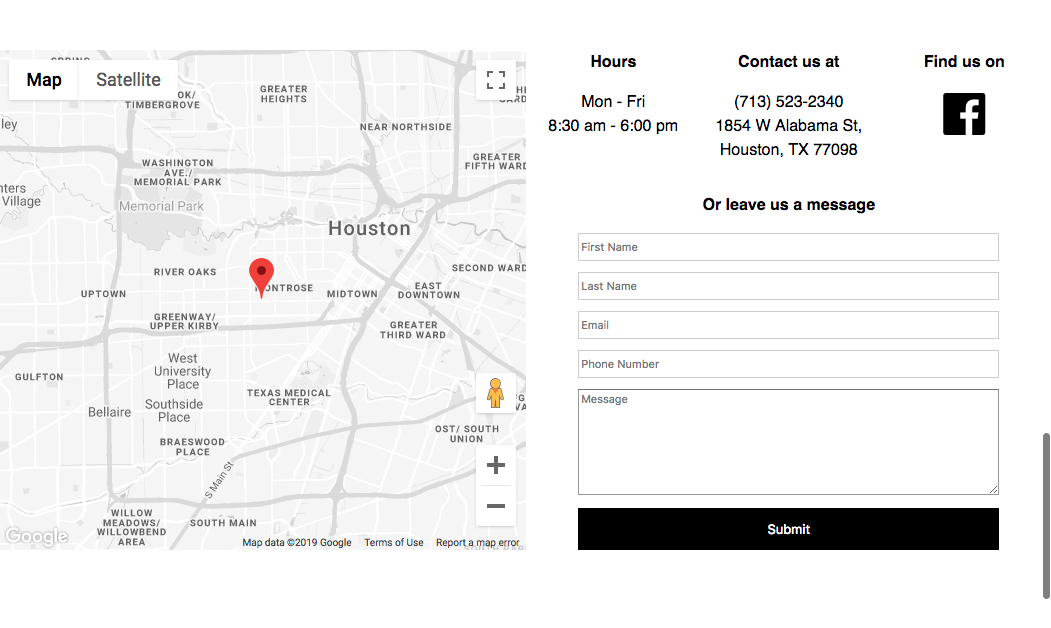 Map
Satellite
GREATER
HEIGHTS
OK/
TIMBERGROVE
NEAR NORTHSIDE
ley
WASHINGTON
AVE./
MEMORIAL PARK
GREATER
FIFTH WARD
nters
Village
Memorial Park
Houston
RIVER OAKS
SECOND WARD
UPTOWN
MONTROSE
MIDTOWN
EAST
DOWNTOWN
GREENWAY/
UPPER KIRBY
GREATER
THIRD WARD
West
University
Place
GULFTON
TEXAS MEDICAL
CENTER
Southside
Place
Bellaire
OST/ SOUTH
UNION
BRAESWOOD
PLACE
S Main St
WILLOW
MEADOWS/
WILLOWBEND
AREA
SOUTH MAIN
Google
Map data ©2019 Google
Terms of Use
Report a map error
Hours
Mon - Fri
8:30 am - 6:00 pm
Contact us at
(713) 523-2340
1854 W Alabama St,
Houston, TX 77098
Find us on
Or leave us a message
First Name
Last Name
Email
Phone Number
Message
Submit